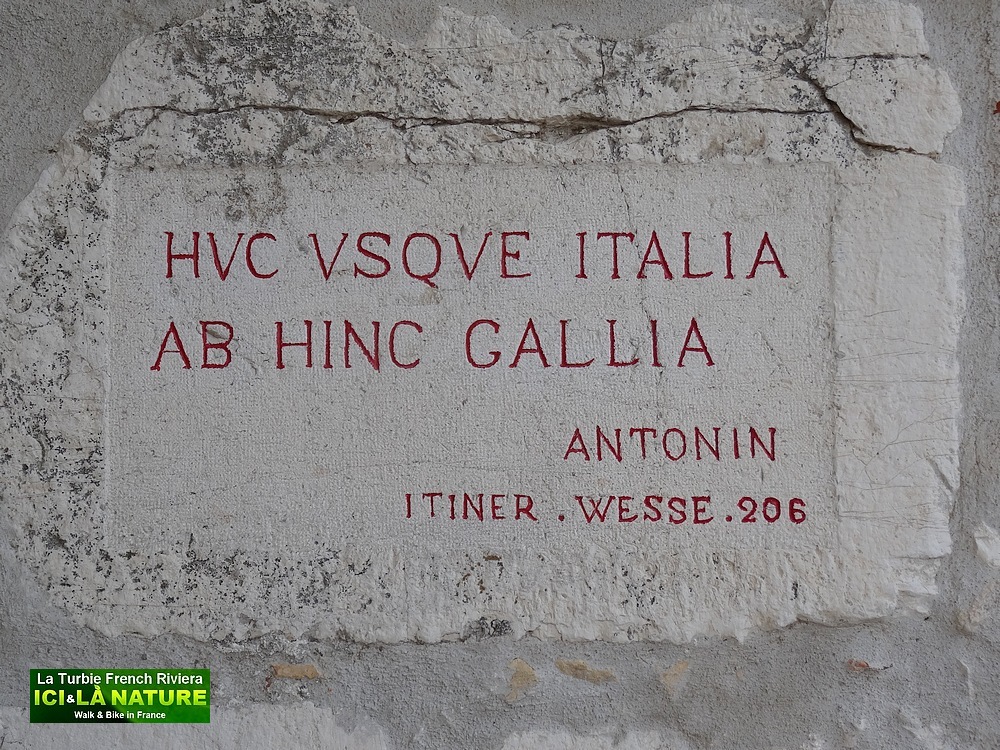 HVC VSQVE ITALIA
AB HINC GALLIA
ANTONIN
ITINER . WESSE . 206
La Turbie French Riviera
ICI & LÀ NATURE
Walk & Bike in France